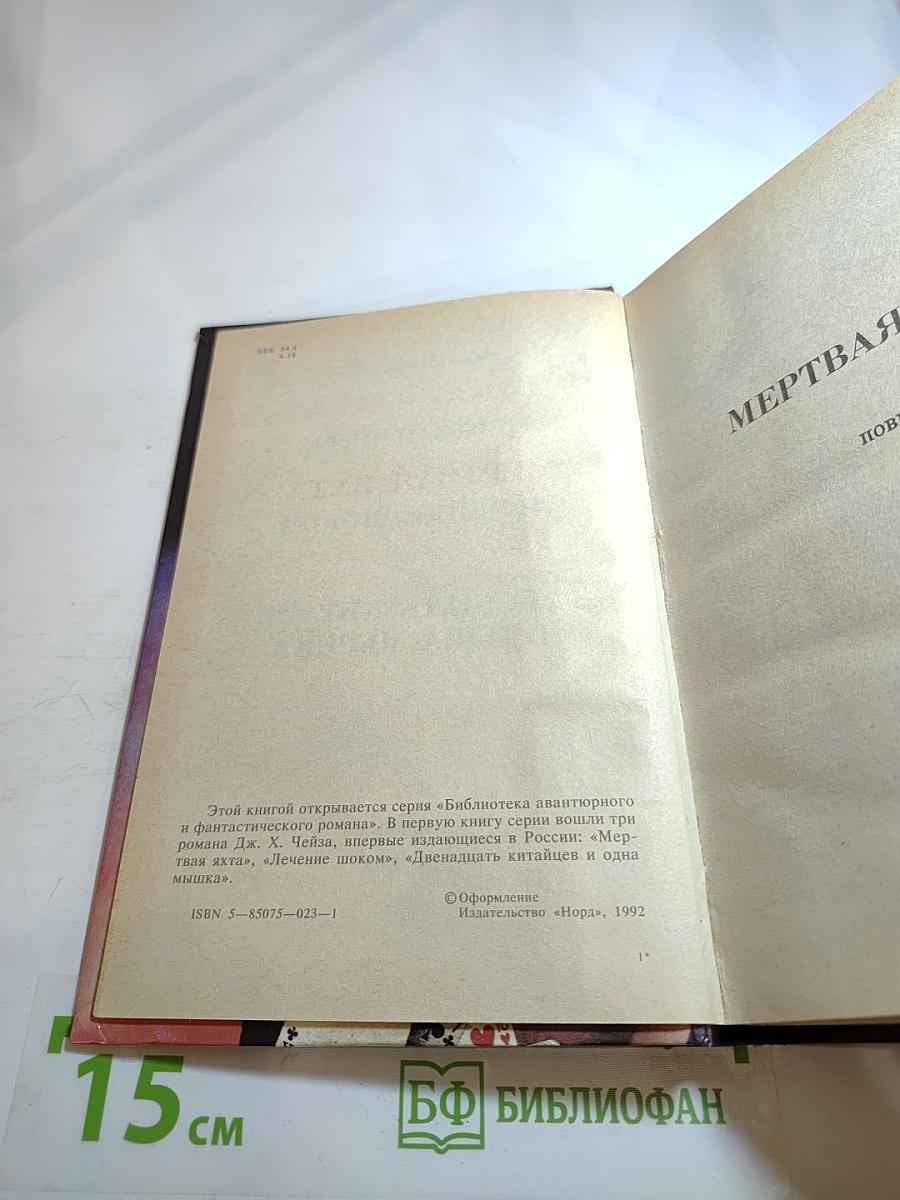 ББК 84.4
Этой книгой открывается серия «Библиотека авантюрного
и фантастического романа». В первую книгу серии вошли три
романа Дж. Х. Чейза, впервые издающиеся в России: «Мер-
твая яхта», «Лечение шоком», «Двенадцать китайцев и одна
мышка».
ISBN 5—85075—023—1
© Оформление
Издательство «Норд», 1992
1*
МЕРТВАЯ
15 см
БФ БИБЛИОФАН